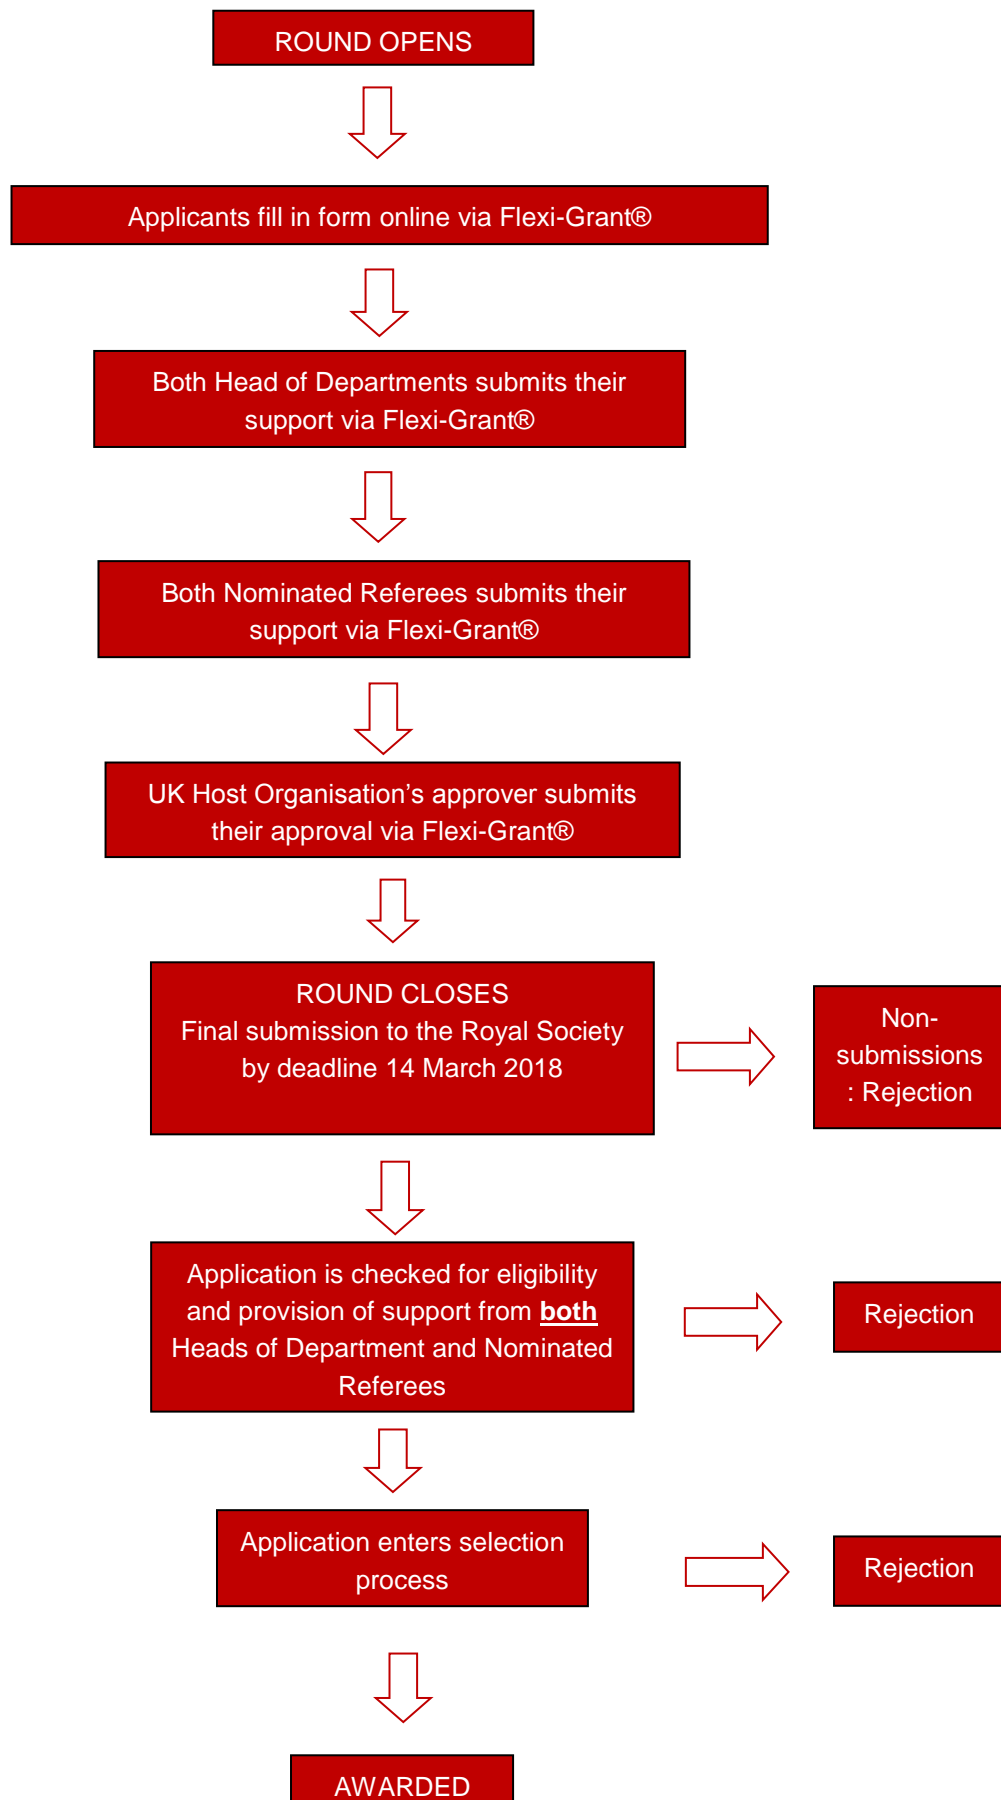 ROUND OPENS
Applicants fill in form online via Flexi-Grant®
Both Head of Departments submits their
support via Flexi-Grant®
Both Nominated Referees submits their
support via Flexi-Grant®
UK Host Organisation’s approver submits
their approval via Flexi-Grant®
ROUND CLOSES
Final submission to the Royal Society
by deadline 14 March 2018
Non-
submissions
: Rejection
Application is checked for eligibility
and provision of support from both
Heads of Department and Nominated
Referees
Rejection
Application enters selection
process
Rejection
AWARDED